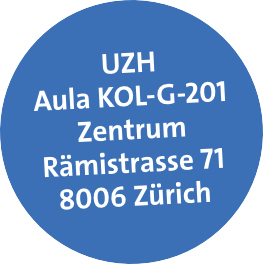 UZH
Aula KOL-G-201
Zentrum
Rämistrasse 71
8006 Zürich